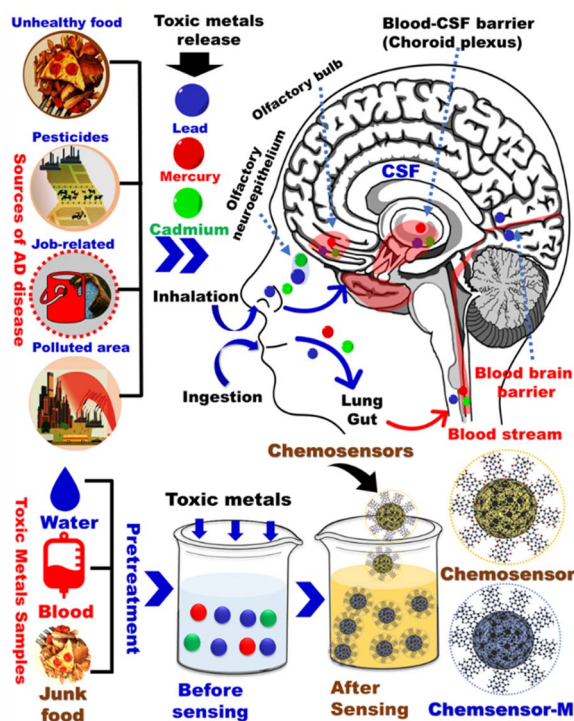 Unhealthy food
Pesticides
Job-related
Polluted area
Sources of AD disease
Toxic metals
release
Lead
Mercury
Cadmium
Blood-CSF barrier
(Choroid plexus)
Olfactory bulb
Olfactory
neuroepithelium
CSF
Inhalation
Ingestion
Lung
Gut
Blood brain
barrier
Blood stream
Toxic Metals Samples
Water
Blood
Junk
food
Pretreatment
Toxic metals
Before
sensing
Chemosensors
After
Sensing
Chemosensor
Chemsensor-M